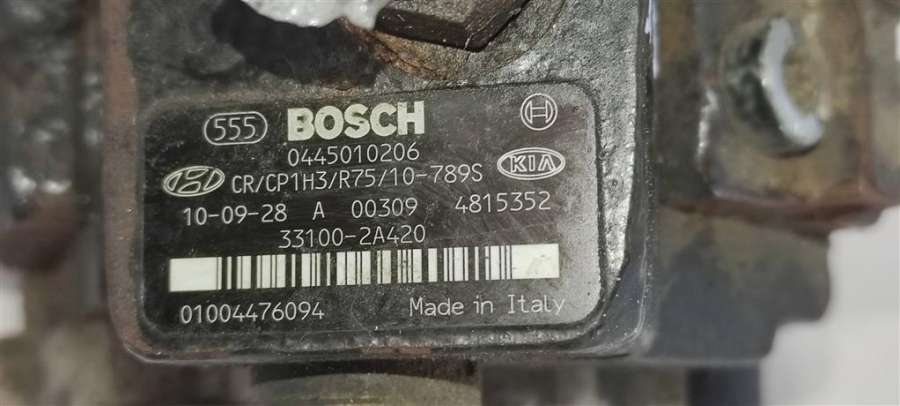 555 BOSCH
0445010206
CR/CP1H3/R75/10-789S KIA
10-09-28 A 00309 4815352
33100-2A420
01004476094 Made in Italy